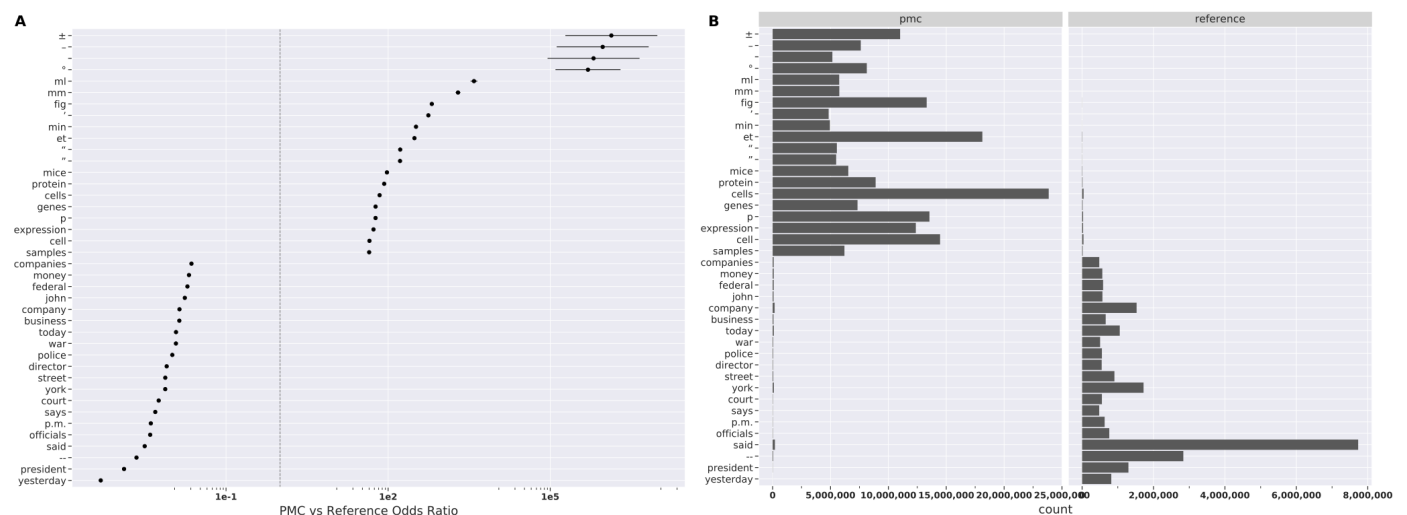 A
±
–
-
°
ml
mm
fig
′
min
et
“
”
mice
protein
cells
genes
p
expression
cell
samples
companies
money
federal
john
company
business
today
war
police
director
street
york
court
says
p.m.
officials
said
--
president
yesterday
1e-1 1e2 1e5
PMC vs Reference Odds Ratio
B
pmc reference
±
–
-
°
ml
mm
fig
′
min
et
“
”
mice
protein
cells
genes
p
expression
cell
samples
companies
money
federal
john
company
business
today
war
police
director
street
york
court
says
p.m.
officials
said
--
president
yesterday
0 5,000,000 10,000,000 15,000,000 20,000,000 25,000,000 0 2,000,000 4,000,000 6,000,000 8,000,000
count